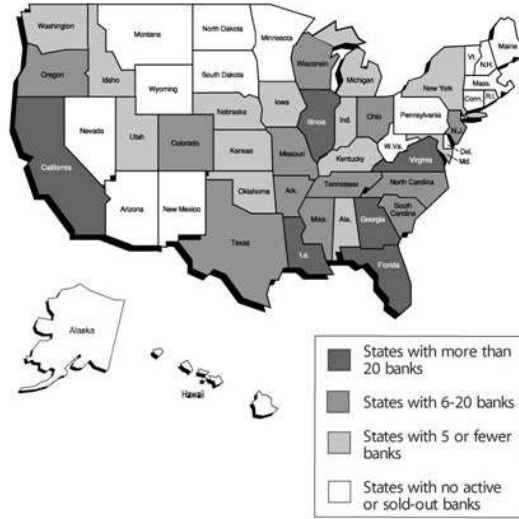 Washington
Montana
North Dakota
Minnesota
Maine
Vt.
N.H.
Oregon
Idaho
South Dakota
Wisconsin
Michigan
New York
Mass.
Conn.
R.I.
Wyoming
Iowa
Pennsylvania
Nebraska
Nevada
Utah
Colorado
Illinois
Ind.
Ohio
N.J.
W.Va.
Del.
Md.
California
Kansas
Missouri
Kentucky
Virginia
Oklahoma
Ark.
Tennessee
North Carolina
Arizona
New Mexico
South
Carolina
Texas
Miss.
Ala.
Georgia
La.
Florida
Alaska
Hawaii
States with more than
20 banks
States with 6-20 banks
States with 5 or fewer
banks
States with no active
or sold-out banks